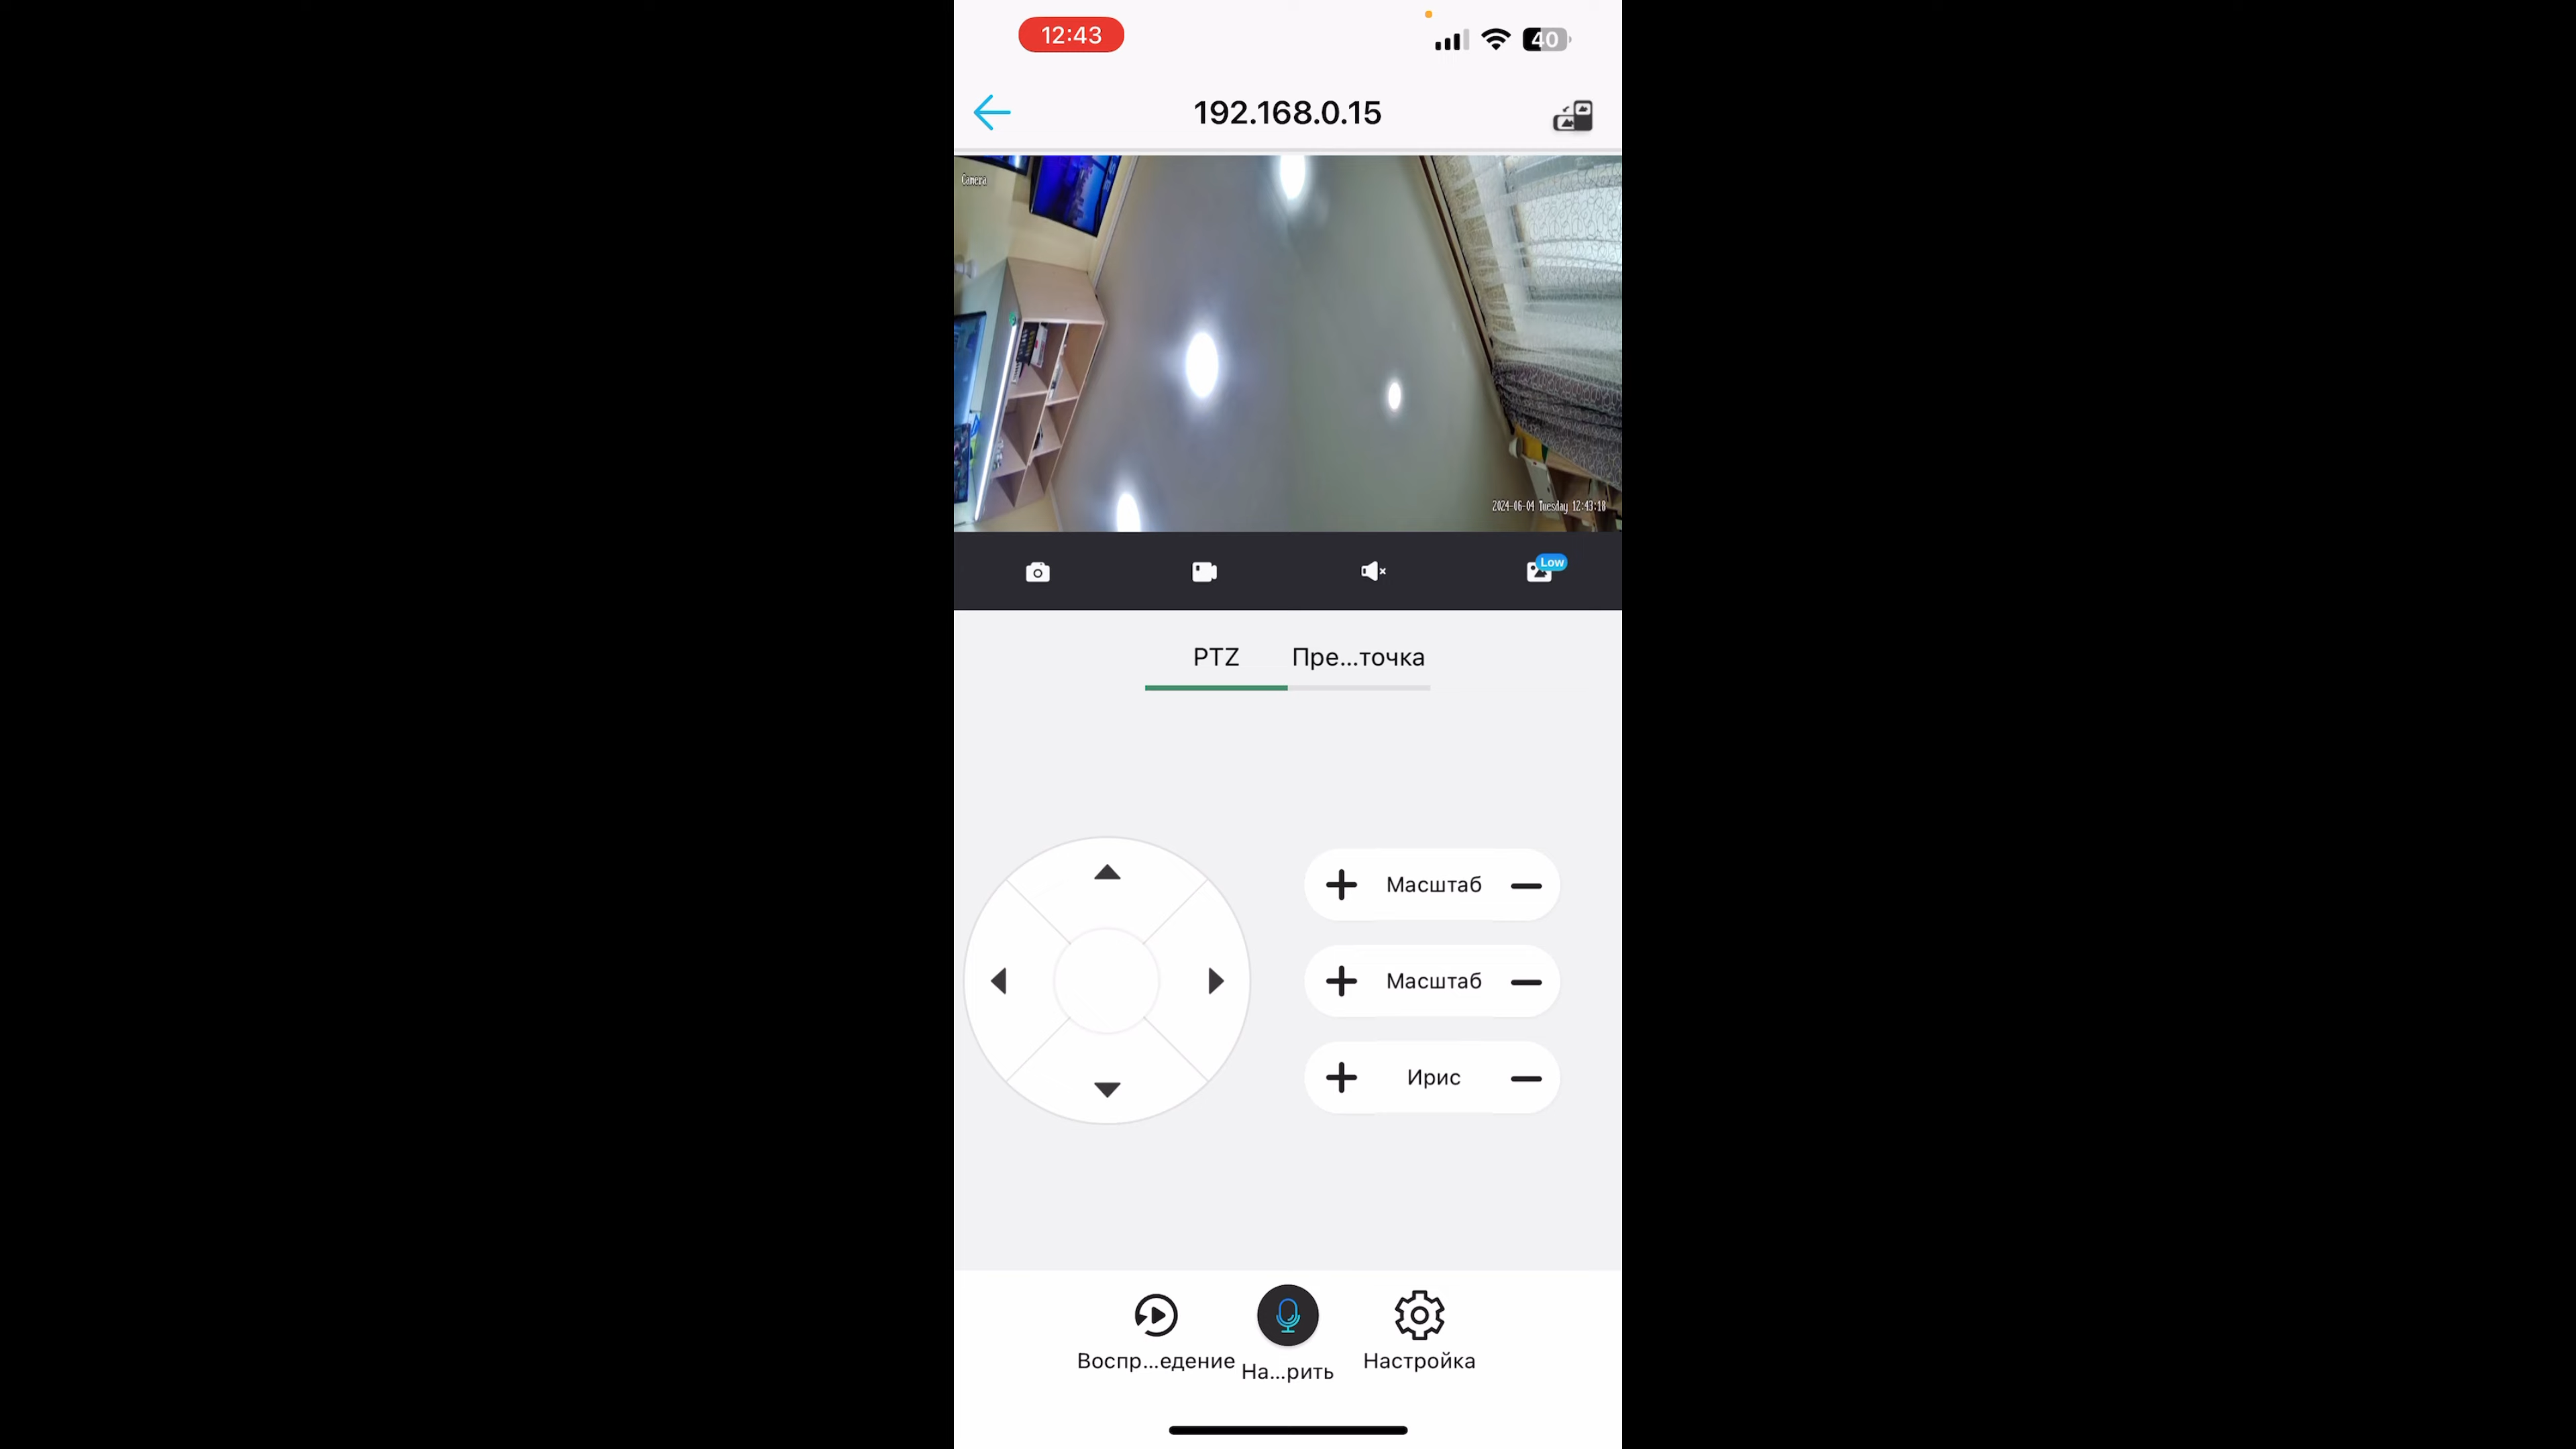 12:43
40
192.168.0.15
Camera
2024-06-04 Tuesday 12:43:18
Low
PTZ
Пре...точка
+ Масштаб —
+ Масштаб —
+ Ирис —
Воспр...едение
На...рить
Настройка